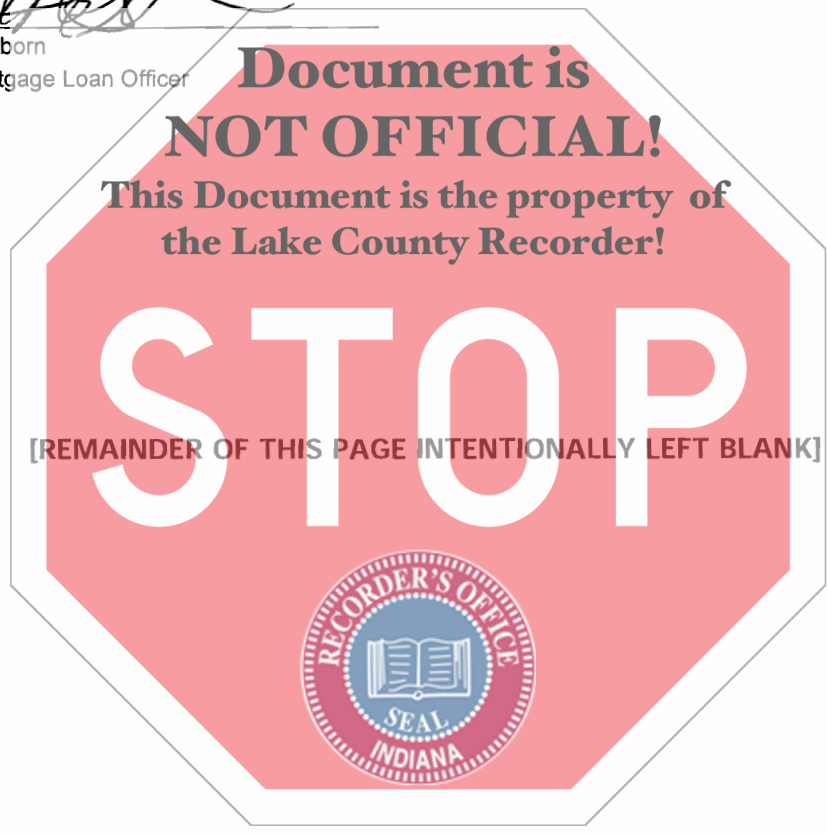 born
tgage Loan Officer
Document is
NOT OFFICIAL!
This Document is the property of
the Lake County Recorder!
STOP
[REMAINDER OF THIS PAGE INTENTIONALLY LEFT BLANK]
RECORDER'S OFFICE
SEAL
INDIANA